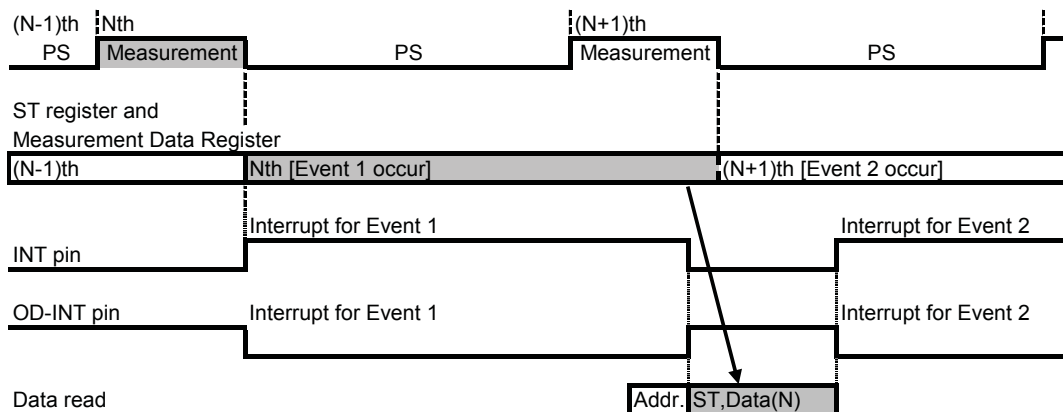 (N-1)th Nth (N+1)th
PS Measurement PS Measurement PS
ST register and
Measurement Data Register
(N-1)th Nth [Event 1 occur] (N+1)th [Event 2 occur]
Interrupt for Event 1 Interrupt for Event 2
INT pin
OD-INT pin Interrupt for Event 1 Interrupt for Event 2
Data read Addr. ST,Data(N)